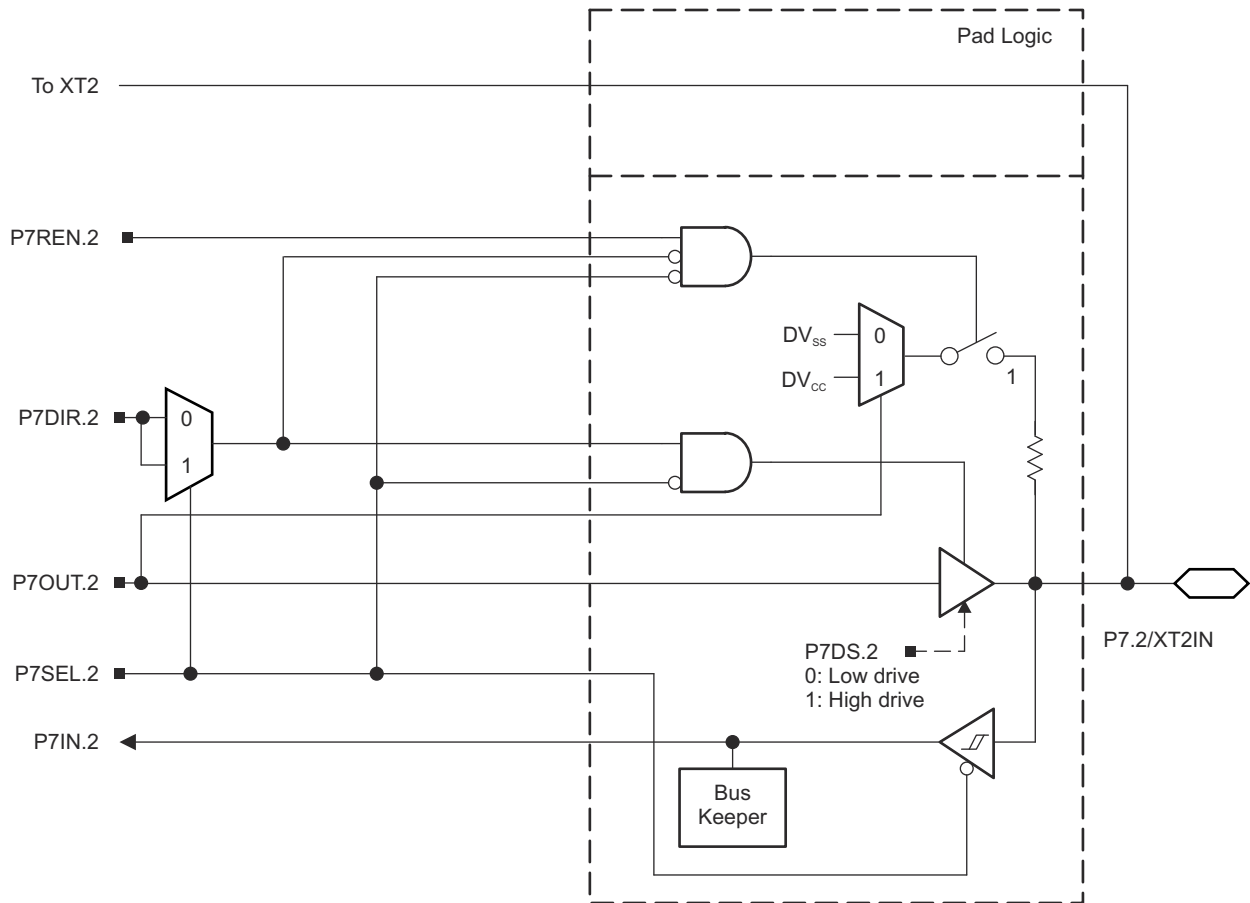 Pad Logic
To XT2
P7REN.2
DVSS
0
DVCC
1
1
P7DIR.2
0
1
P7OUT.2
P7DS.2
0: Low drive
1: High drive
P7.2/XT2IN
P7SEL.2
P7IN.2
Bus
Keeper